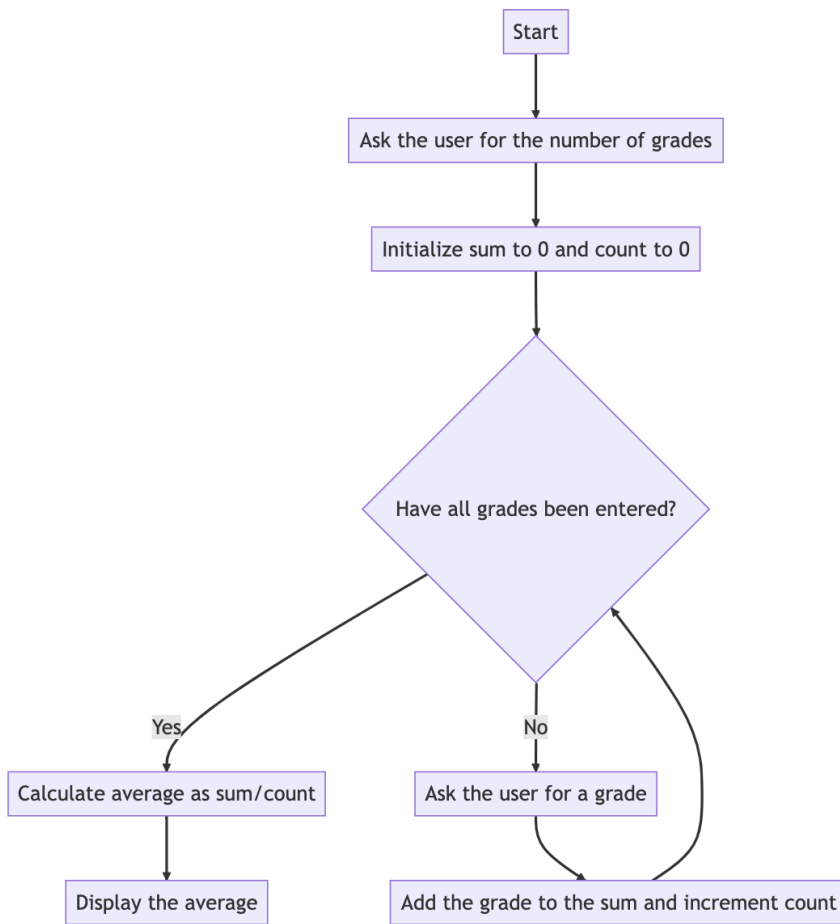 Start
Ask the user for the number of grades
Initialize sum to 0 and count to 0
Have all grades been entered?
Yes
No
Calculate average as sum/count
Ask the user for a grade
Display the average
Add the grade to the sum and increment count